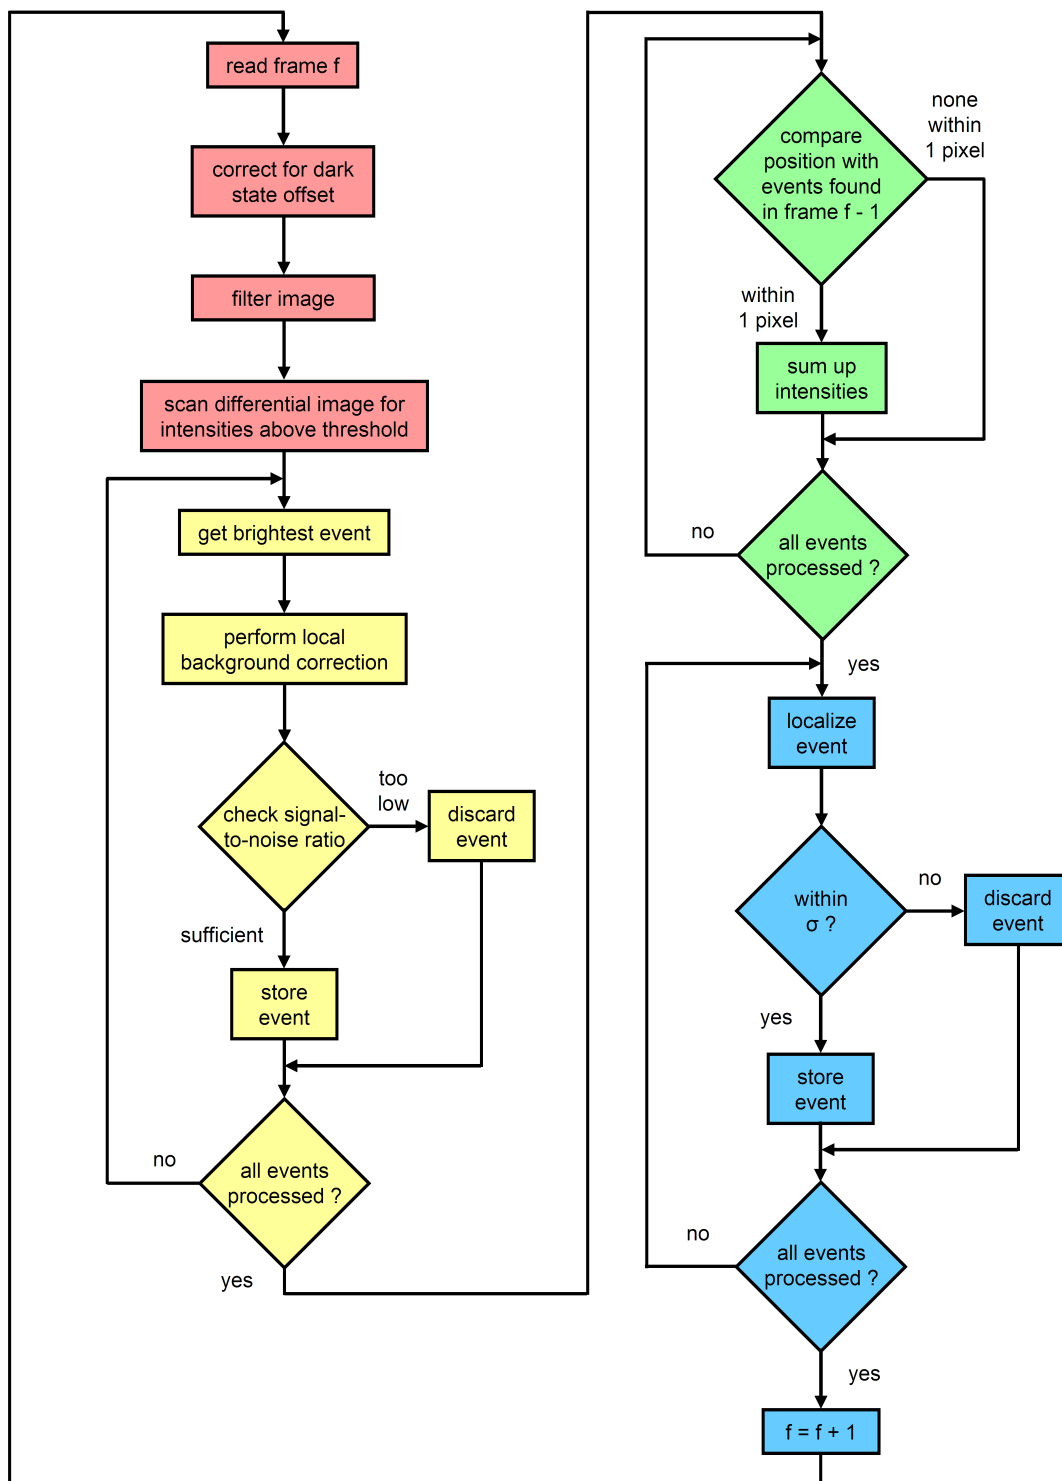 read frame f
correct for dark
state offset
filter image
scan differential image for
intensities above threshold
get brightest event
perform local
background correction
check signal-
to-noise ratio
too
low
discard
event
sufficient
store
event
all events
processed ?
no
yes
compare
position with
events found
in frame f - 1
none
within
1 pixel
within
1 pixel
sum up
intensities
all events
processed ?
no
yes
localize
event
within
σ ?
no
discard
event
yes
store
event
all events
processed ?
no
yes
f = f + 1